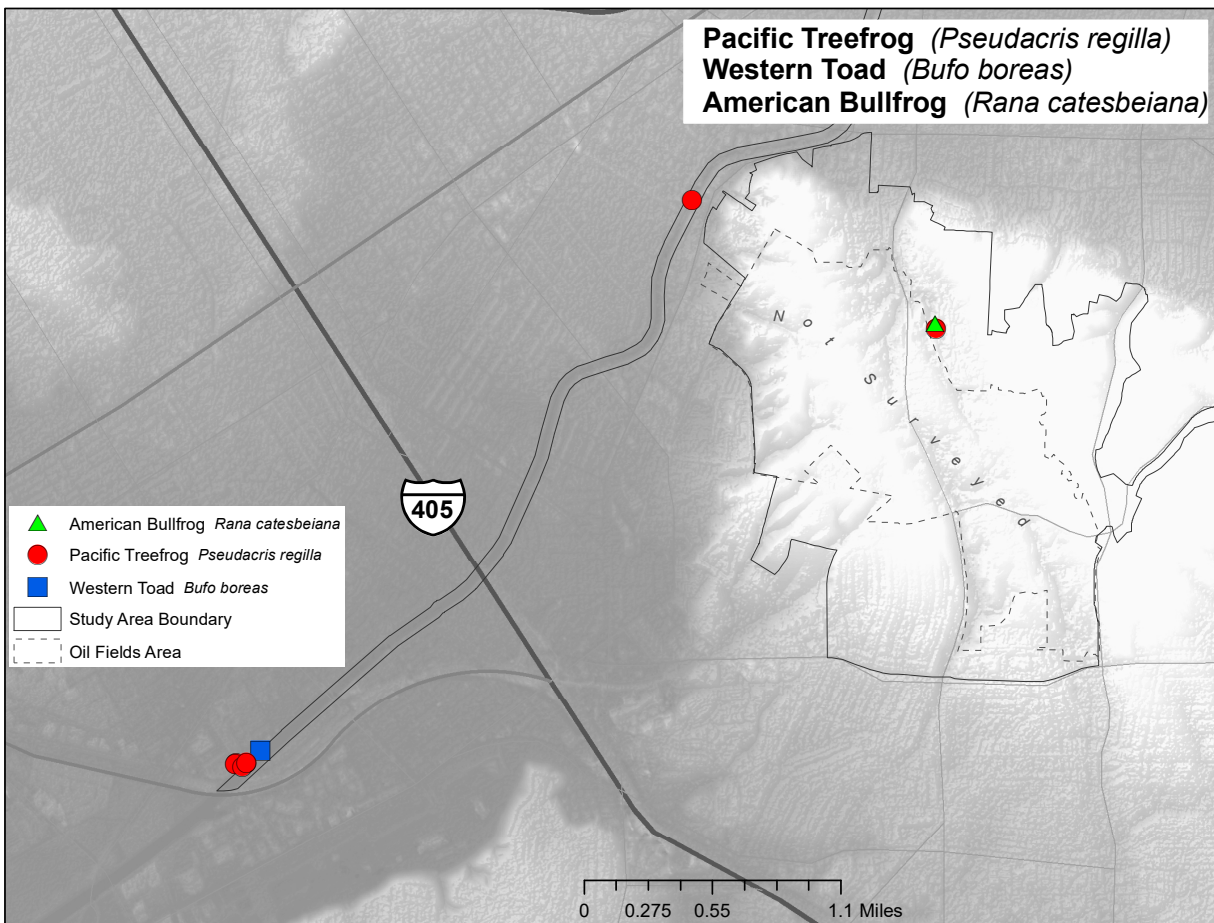 Pacific Treefrog (Pseudacris regilla)
Western Toad (Bufo boreas)
American Bullfrog (Rana catesbeiana)
Not Surveyed
405
American Bullfrog Rana catesbeiana
Pacific Treefrog Pseudacris regilla
Western Toad Bufo boreas
Study Area Boundary
Oil Fields Area
0 0.275 0.55 1.1 Miles